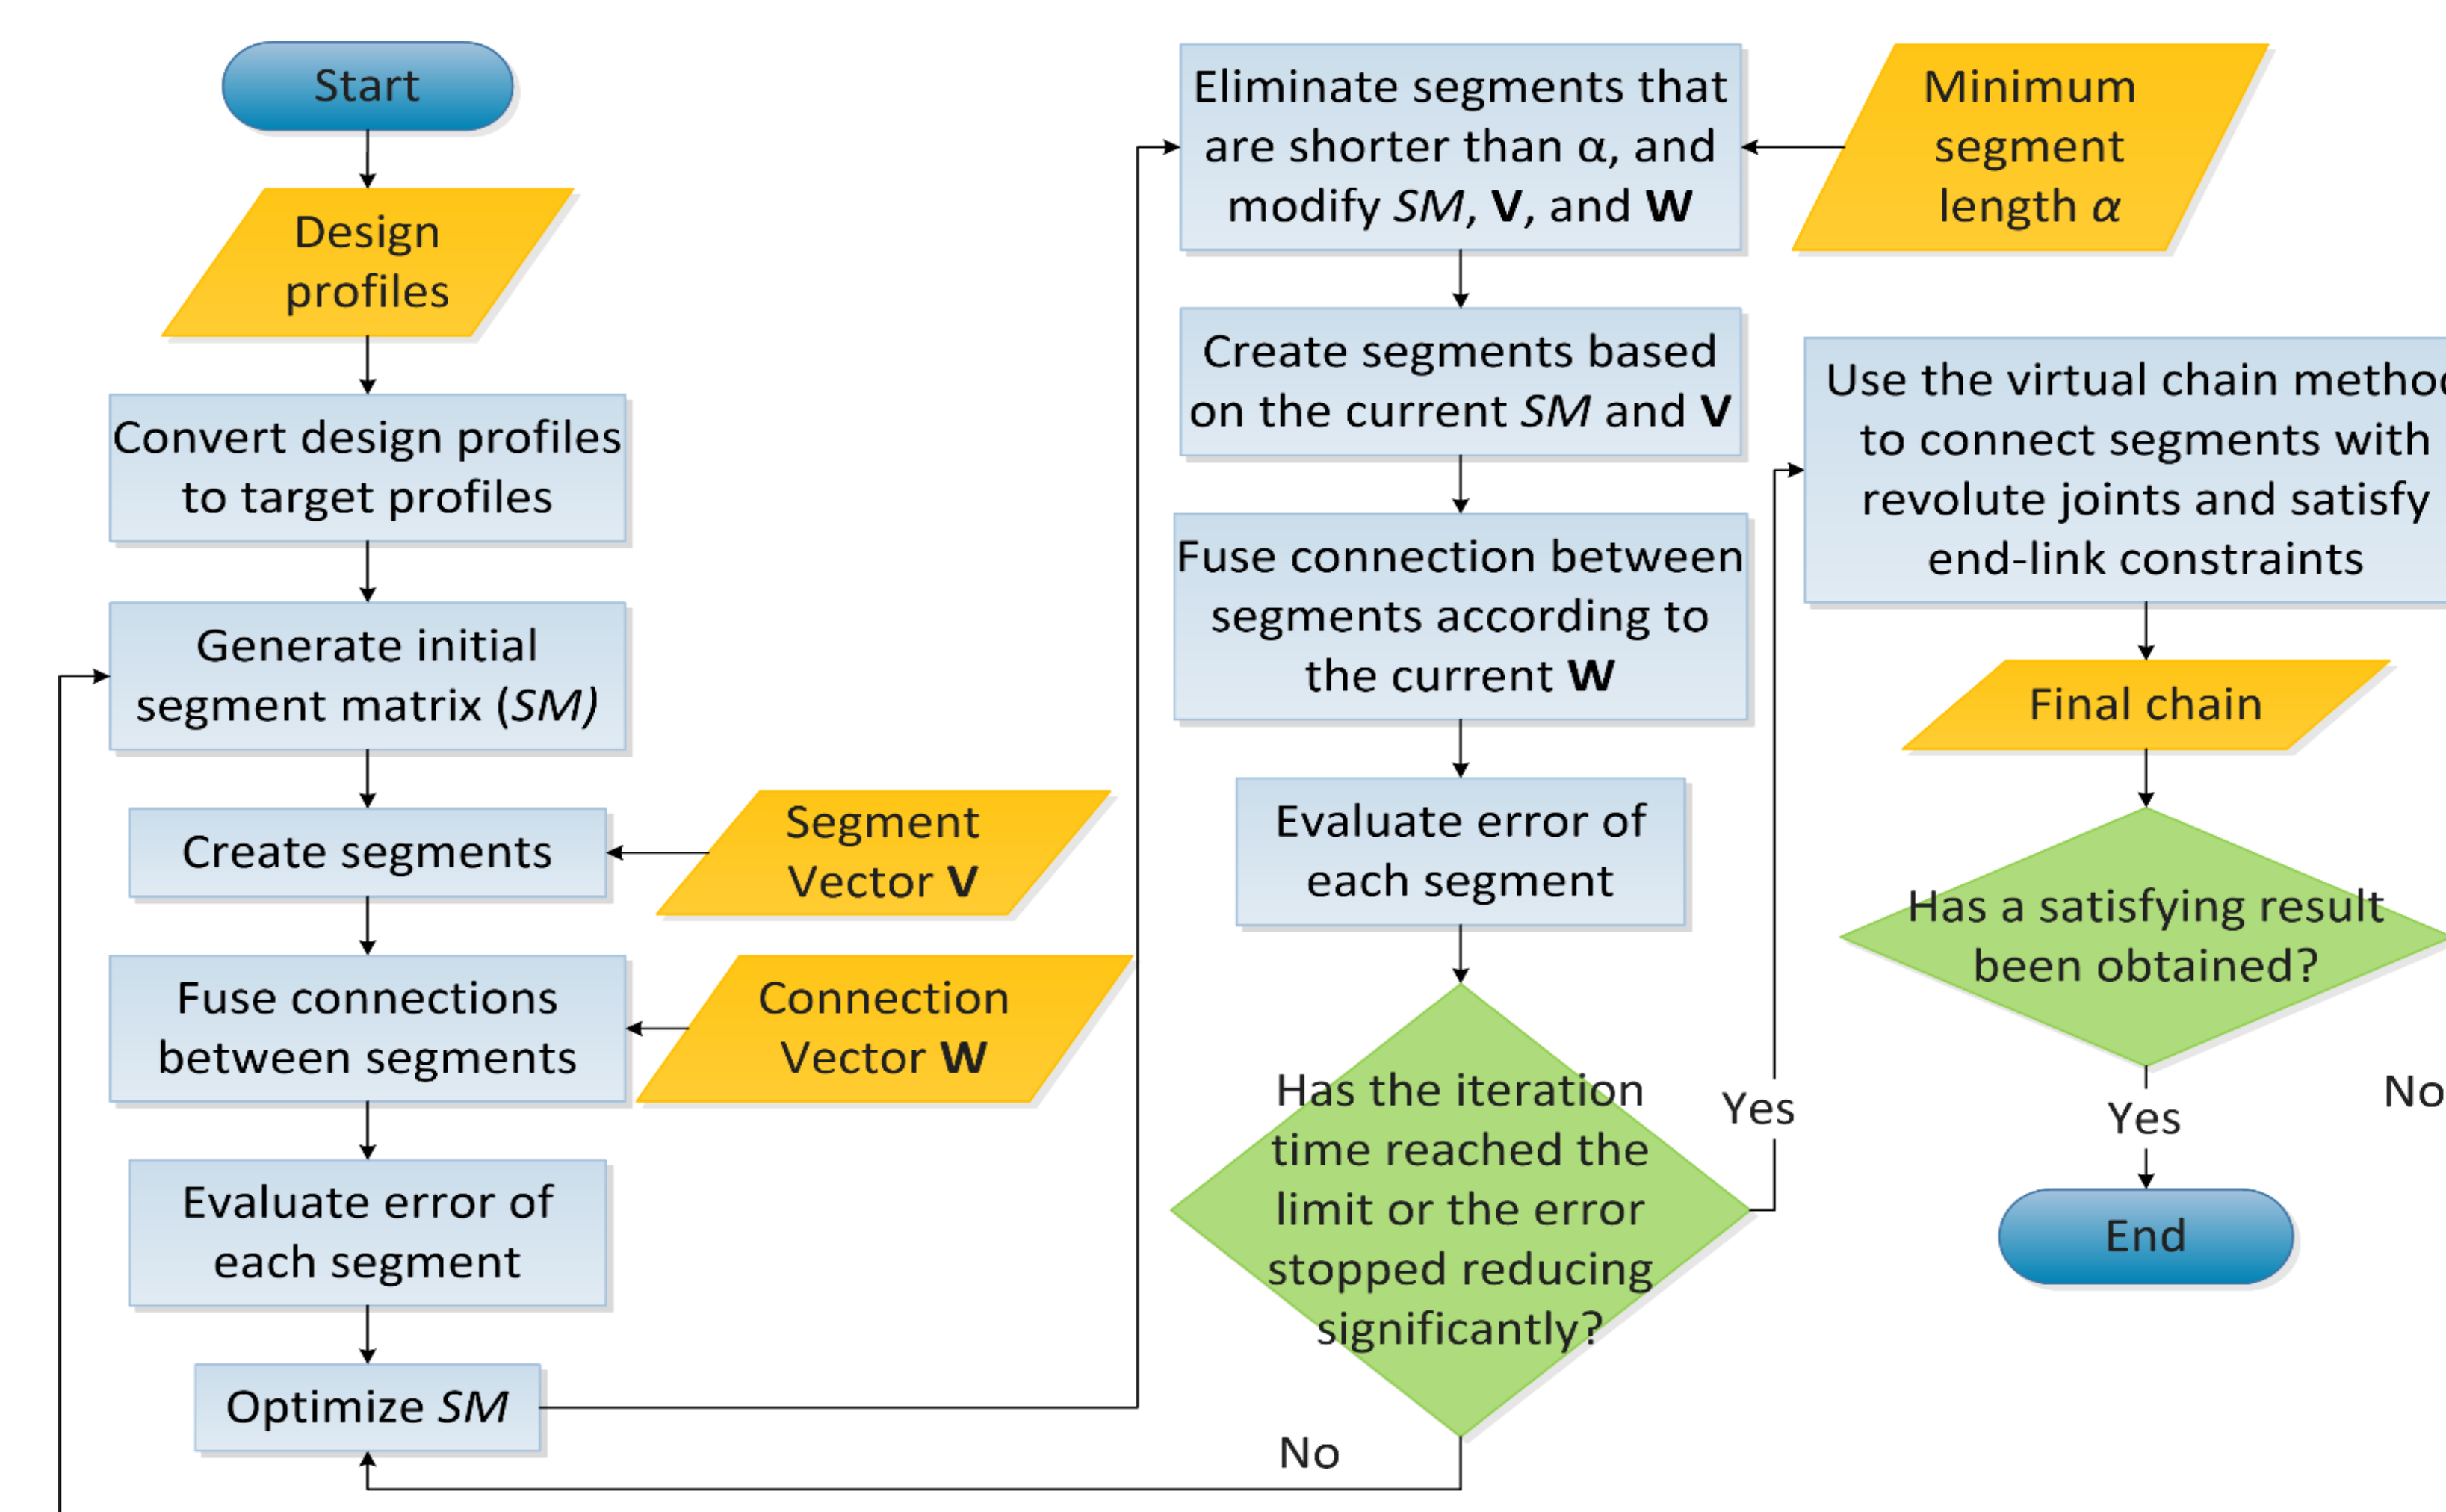 Start
Design
profiles
Convert design profiles
to target profiles
Generate initial
segment matrix (SM)
Create segments
Segment
Vector V
Fuse connections
between segments
Connection
Vector W
Evaluate error of
each segment
Optimize SM
Eliminate segments that
are shorter than α, and
modify SM, V, and W
Minimum
segment
length α
Create segments based
on the current SM and V
Fuse connection between
segments according to
the current W
Evaluate error of
each segment
Has the iteration
time reached the
limit or the error
stopped reducing
significantly?
Yes
No
Use the virtual chain
to connect segments with
revolute joints and satisfy
end-link constraints
Final chain
Has a satisfying result
been obtained?
Yes
No
End